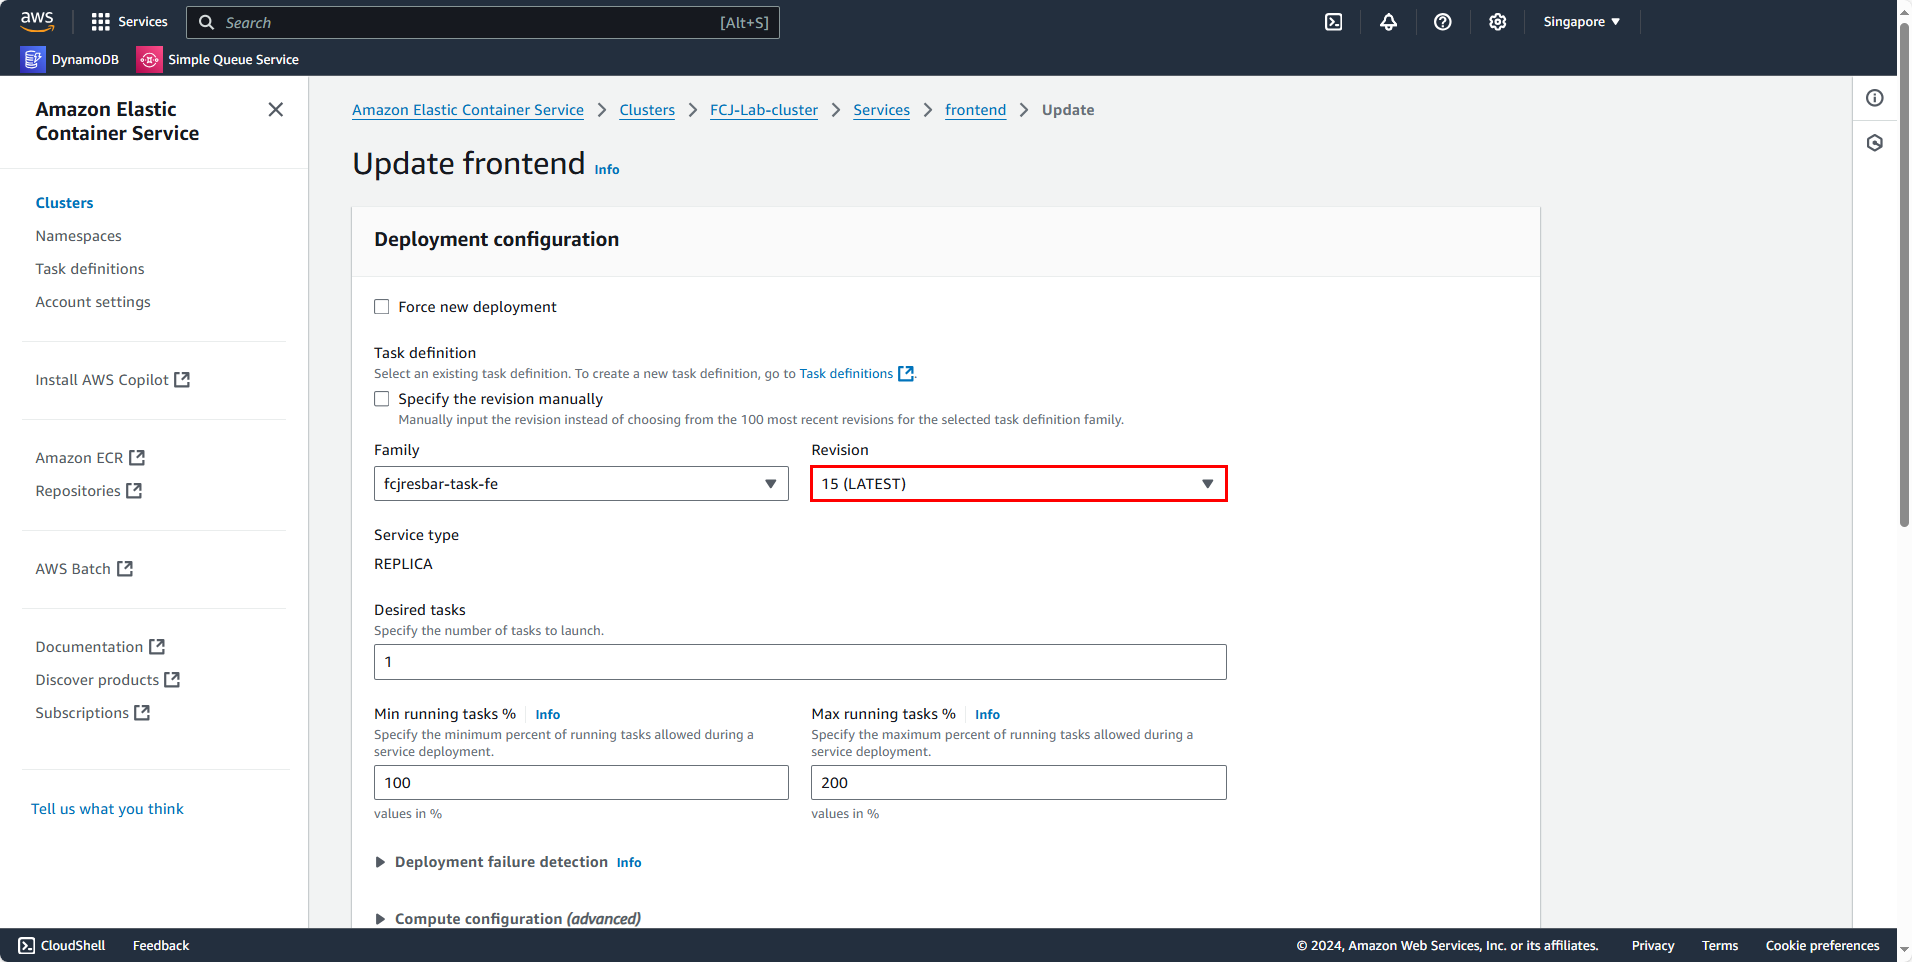 aws
Services
Search
[Alt+S]
Singapore
DynamoDB
Simple Queue Service
Amazon Elastic
Container Service
Clusters
Namespaces
Task definitions
Account settings
Install AWS Copilot
Amazon ECR
Repositories
AWS Batch
Documentation
Discover products
Subscriptions
Tell us what you think
Amazon Elastic Container Service > Clusters > FCJ-Lab-cluster > Services > frontend > Update
Update frontend Info
Deployment configuration
Force new deployment
Task definition
Select an existing task definition. To create a new task definition, go to Task definitions.
Specify the revision manually
Manually input the revision instead of choosing from the 100 most recent revisions for the selected task definition family.
Family
fcjresbar-task-fe
Revision
15 (LATEST)
Service type
REPLICA
Desired tasks
Specify the number of tasks to launch.
1
Min running tasks % Info
Specify the minimum percent of running tasks allowed during a
service deployment.
100
values in %
Max running tasks % Info
Specify the maximum percent of running tasks allowed during a
service deployment.
200
values in %
Deployment failure detection Info
Compute configuration (advanced)
CloudShell
Feedback
© 2024, Amazon Web Services, Inc. or its affiliates.
Privacy
Terms
Cookie preferences